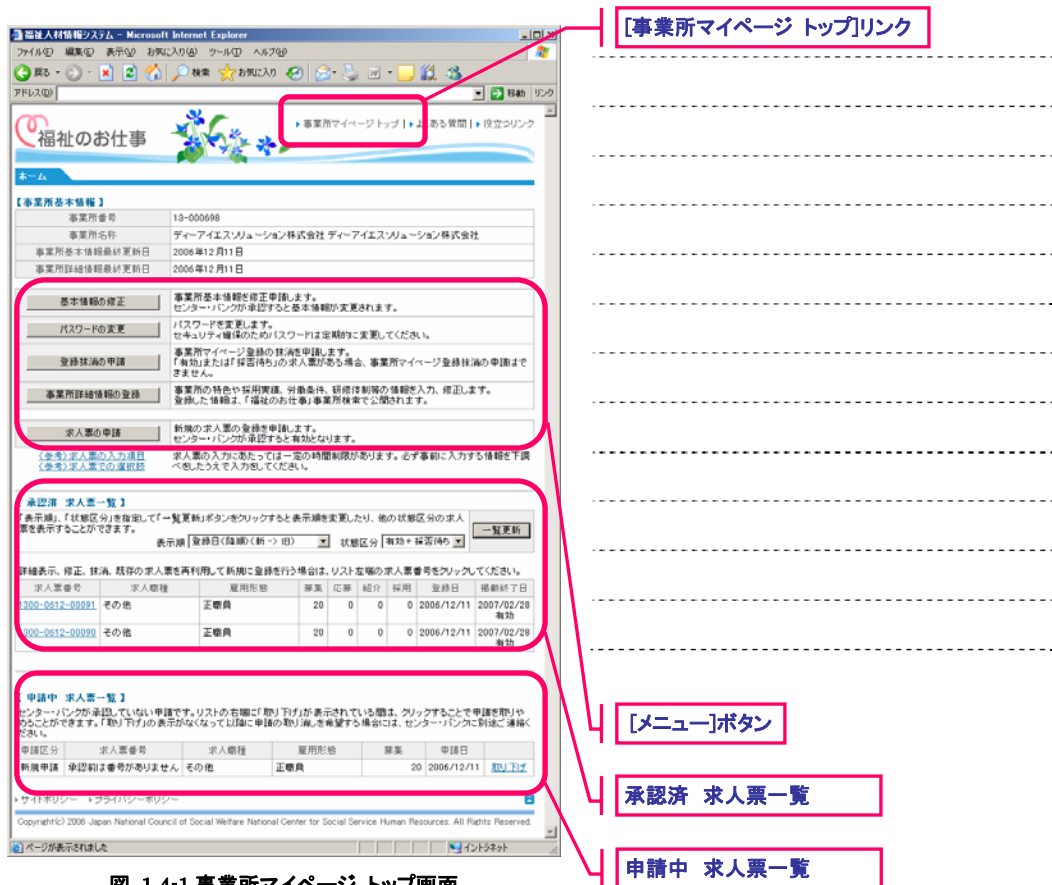 [事業所マイページ トップ]リンク
福祉人材情報システム - Microsoft Internet Explorer
ファイル(F) 編集(E) 表示(V) お気に入り(A) ツール(T) ヘルプ(H)
戻る 検索 お気に入り
アドレス(D) 移動 リンク
福祉のお仕事
事業所マイページトップ | よくある質問 | 役立つリンク
ホーム
【事業所基本情報】
事業所番号 13-000698
事業所名称 ディーアイエスソリューション株式会社 ディーアイエスソリューション株式会社
事業所基本情報最終更新日 2006年12月11日
事業所詳細情報最終更新日 2006年12月11日
基本情報の修正 事業所基本情報を修正申請します。
センター・バンクが承認すると基本情報が変更されます。
パスワードの変更 パスワードを変更します。
セキュリティ確保のためパスワードは定期的に変更してください。
登録抹消の申請 事業所マイページ登録の抹消を申請します。
「有効」または「採否待ち」の求人票がある場合、事業所マイページ登録抹消の申請はで
きません。
事業所詳細情報の登録 事業所の特色や採用実績、労働条件、研修体制等の情報を入力、修正します。
登録した情報は、「福祉のお仕事」事業所検索で公開されます。
求人票の申請 新規の求人票の登録を申請します。
センター・バンクが承認すると有効となります。
(参考)求人票の入力項目 求人票の入力にあたっては一定の時間制限があります。必ず事前に入力する情報を下調
(参考)求人票での選択肢 べをしたうえで入力をしてください。
【 承認済 求人票一覧 】
「表示順」、「状態区分」を指定して「一覧更新」ボタンをクリックすると表示順を変更したり、他の状態区分の求人
票を表示することができます。 一覧更新
表示順 登録日(降順)(新 -> 旧) 状態区分 有効+採否待ち
詳細表示、修正、抹消、既存の求人票を再利用して新規に登録を行う場合は、リスト左端の求人票番号をクリックしてください。
求人票番号 求人職種 雇用形態 募集 応募 紹介 採用 登録日 掲載終了日
1300-0612-00091 その他 正職員 20 0 0 0 2006/12/11 2007/02/28
有効
1300-0612-00090 その他 正職員 20 0 0 0 2006/12/11 2007/02/28
有効
【 申請中 求人票一覧 】
センター・バンクが承認していない申請です。リストの右端に「取り下げ」が表示されている間は、クリックすることで申請を取りや
めることができます。「取り下げ」の表示がなくなって以降に申請の取り消しを希望する場合には、センター・バンクに別途ご連絡く
ださい。
申請区分 求人票番号 求人職種 雇用形態 募集 申請日
新規申請 承認前は番号がありません その他 正職員 20 2006/12/11 取り下げ
サイトポリシー プライバシーポリシー
Copyright(c) 2006 Japan National Council of Social Welfare National Center for Social Service Human Resources. All Rights Reserved.
ページが表示されました イントラネット
[メニュー]ボタン
承認済 求人票一覧
申請中 求人票一覧
図 1.4-1 事業所マイページ トップ画面